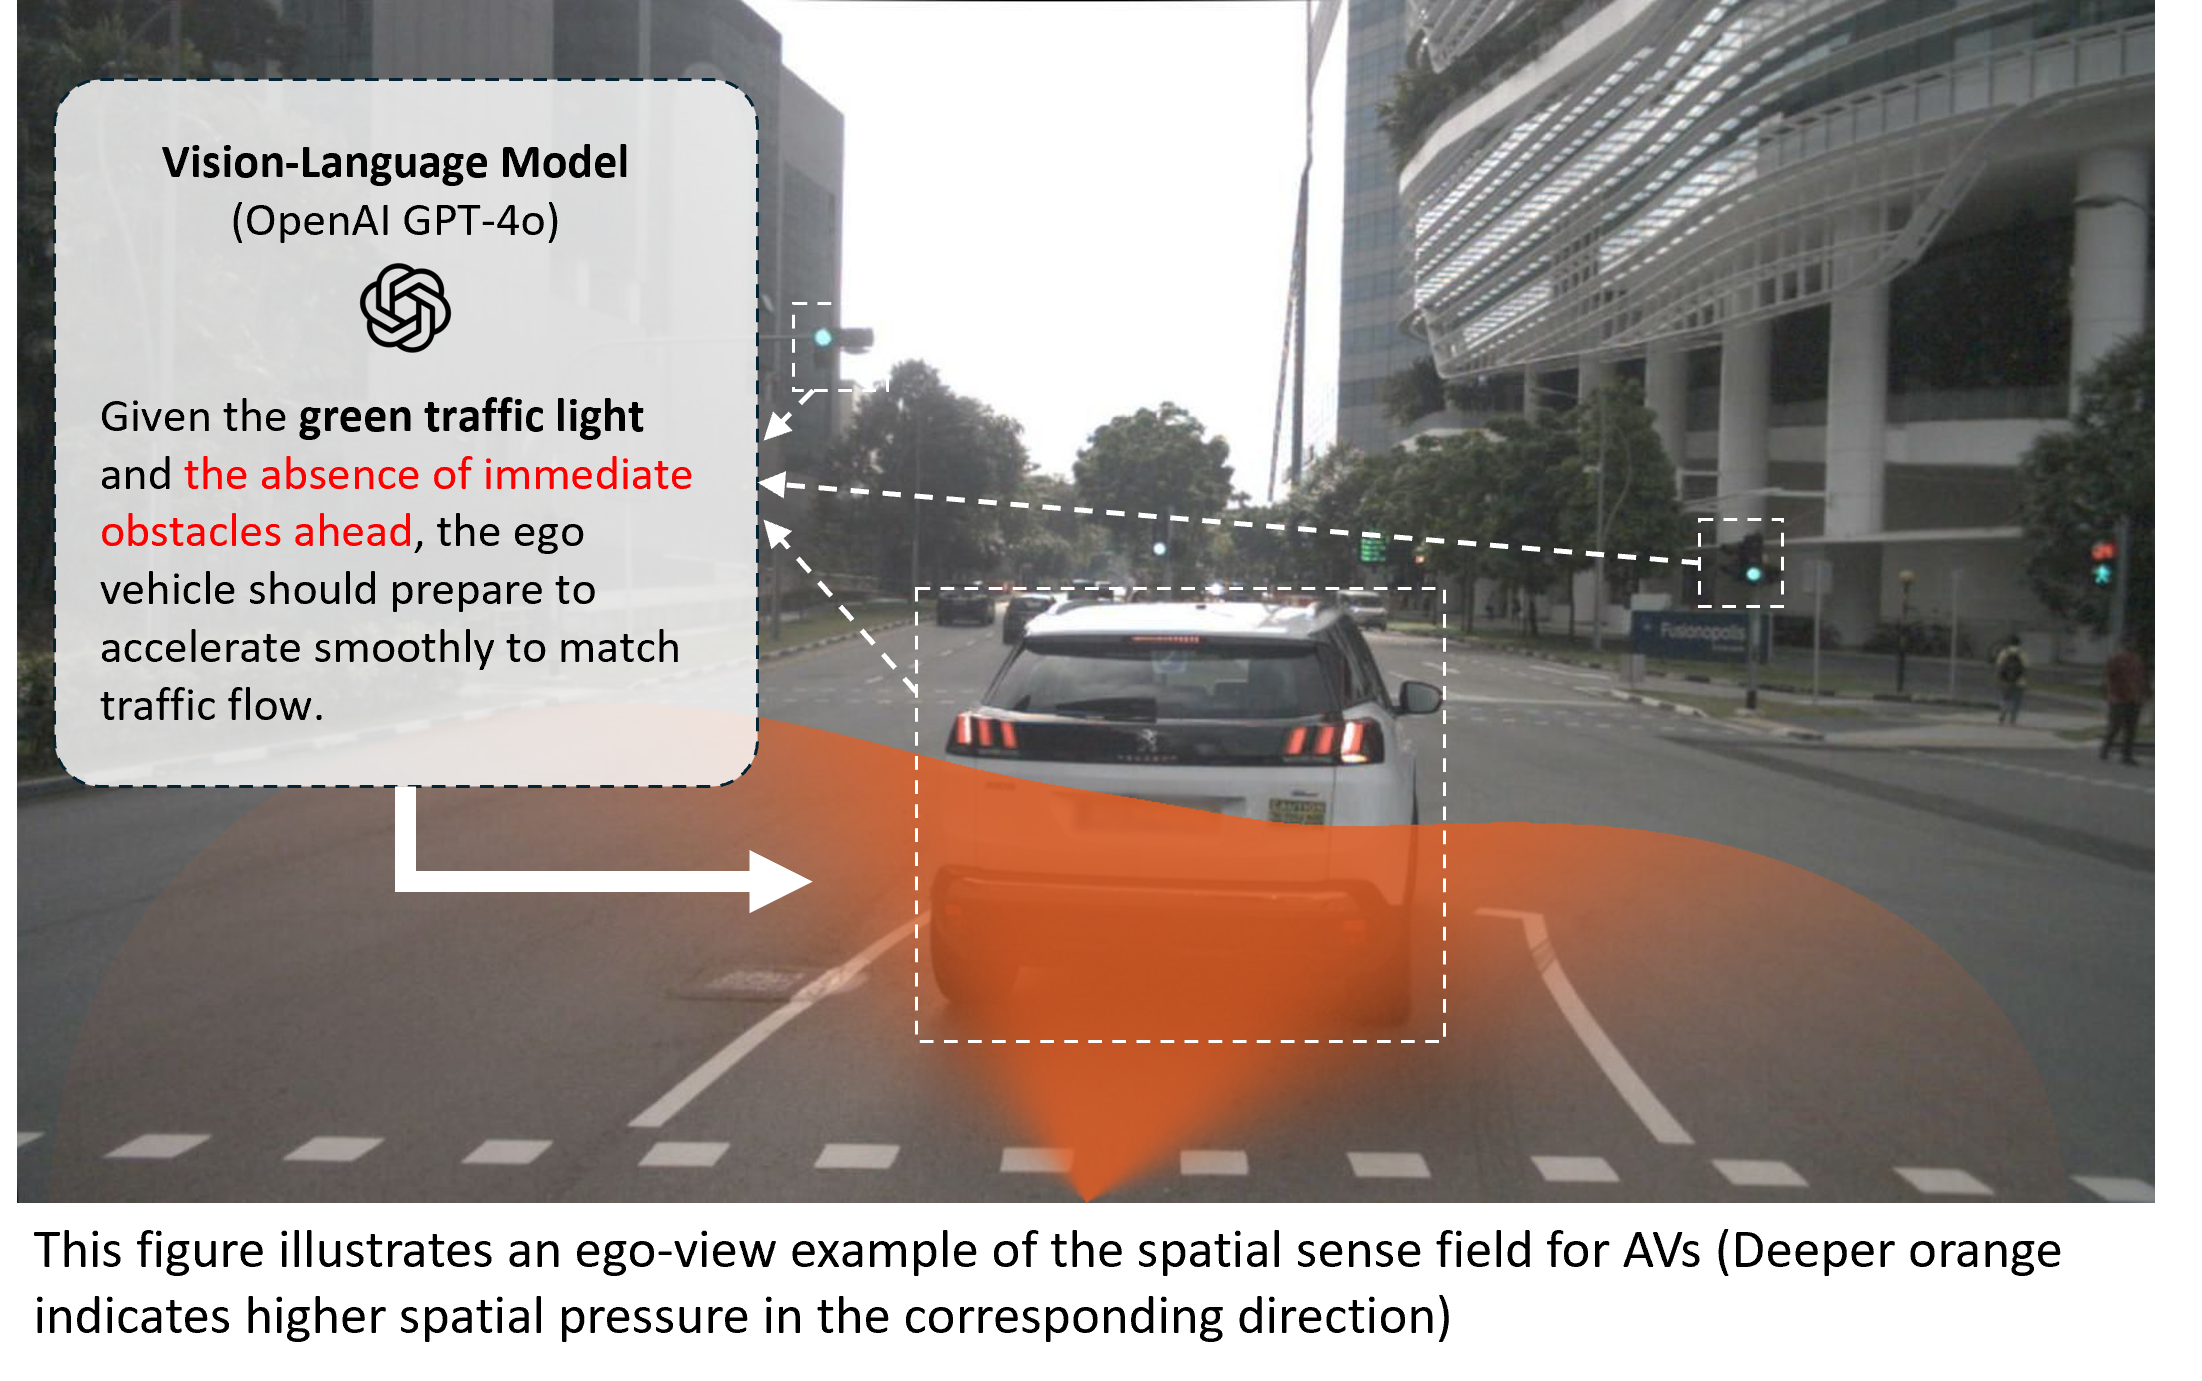 Vision-Language Model
(OpenAI GPT-4o)
Given the green traffic light
and the absence of immediate
obstacles ahead, the ego
vehicle should prepare to
accelerate smoothly to match
traffic flow.
Fusionopolis
CAUTION
This figure illustrates an ego-view example of the spatial sense field for AVs (Deeper orange
indicates higher spatial pressure in the corresponding direction)